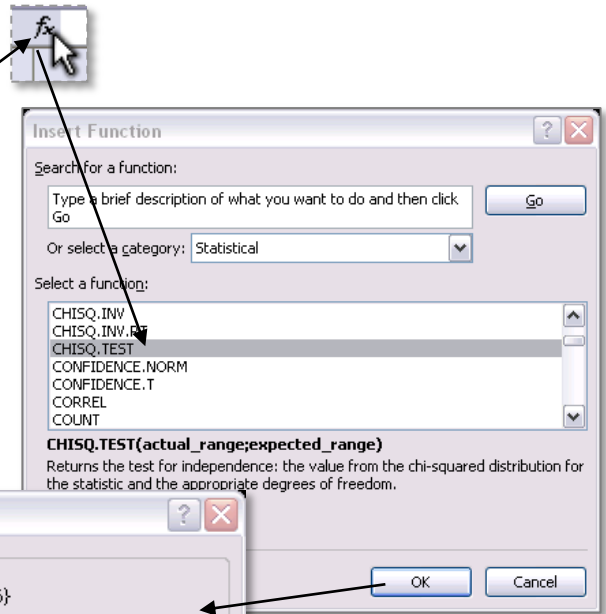 fx
Insert Function
Search for a function:
Type a brief description of what you want to do and then click
Go
Go
Or select a category: Statistical
Select a function:
CHISQ.INV
CHISQ.INV.RT
CHISQ.TEST
CONFIDENCE.NORM
CONFIDENCE.T
CORREL
COUNT
CHISQ.TEST(actual_range;expected_range)
Returns the test for independence: the value from the chi-squared distribution for
the statistic and the appropriate degrees of freedom.
OK
Cancel